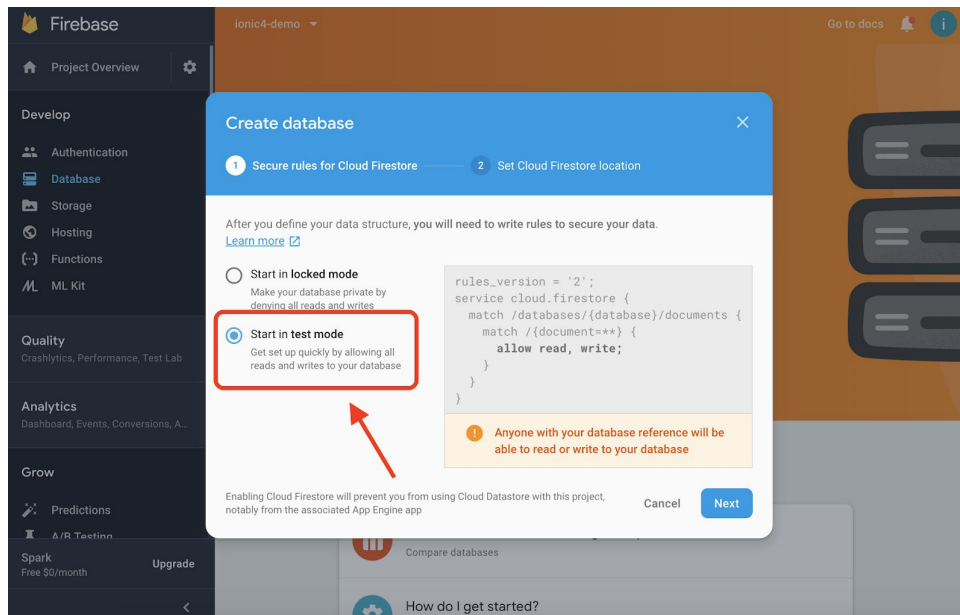 Firebase
ionic4-demo
Go to docs
i
Project Overview
Develop
Authentication
Database
Storage
Hosting
Functions
ML Kit
Quality
Crashlytics, Performance, Test Lab
Analytics
Dashboard, Events, Conversions, A...
Grow
Predictions
A/B Testing
Spark
Free $0/month
Upgrade
Create database
1 Secure rules for Cloud Firestore
2 Set Cloud Firestore location
After you define your data structure, you will need to write rules to secure your data.
Learn more
Start in locked mode
Make your database private by
denying all reads and writes
Start in test mode
Get set up quickly by allowing all
reads and writes to your database
rules_version = '2';
service cloud.firestore {
match /databases/{database}/documents {
match /{document=**} {
allow read, write;
}
}
}
Anyone with your database reference will be
able to read or write to your database
Enabling Cloud Firestore will prevent you from using Cloud Datastore with this project,
notably from the associated App Engine app
Cancel
Next
Compare databases
How do I get started?